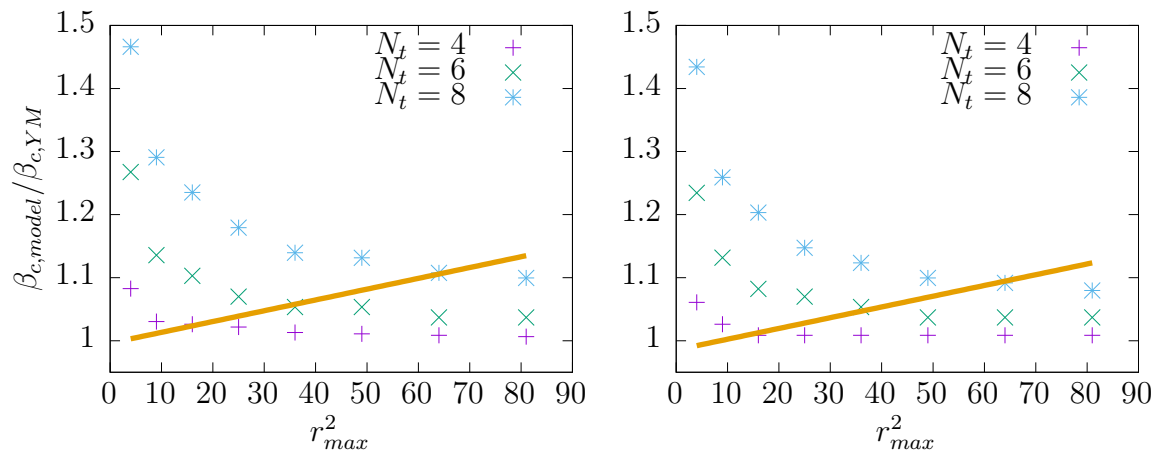 β_{c,model}/β_{c,YM}
1.5
1.4
1.3
1.2
1.1
1
0 10 20 30 40 50 60 70 80 90
r²_{max}
N_t = 4
N_t = 6
N_t = 8
1.5
1.4
1.3
1.2
1.1
1
0 10 20 30 40 50 60 70 80 90
r²_{max}
N_t = 4
N_t = 6
N_t = 8